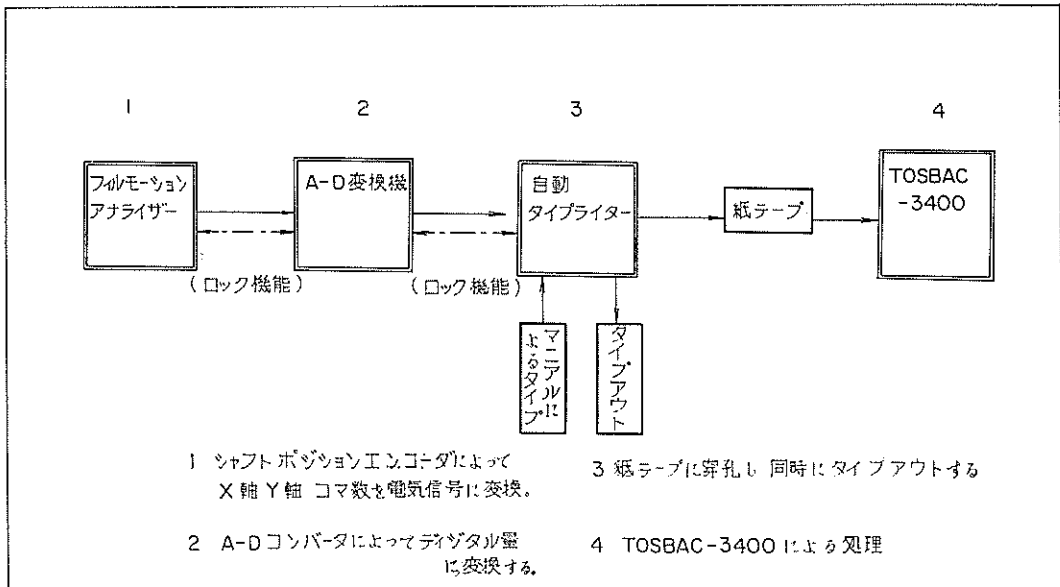 1
2
3
4
フィルモーション
アナライザー
A-D変換機
自動
タイプライター
紙テープ
TOSBAC
-3400
(ロック機能)
(ロック機能)
マニアルに
よるタイプ
タイプアウト
1 シャフトポジションエンコーダによって
X軸Y軸 コマ数を電気信号に変換。
2 A-Dコンバータによってディジタル量
に変換する。
3 紙テープに穿孔し同時にタイプアウトする
4 TOSBAC-3400による処理